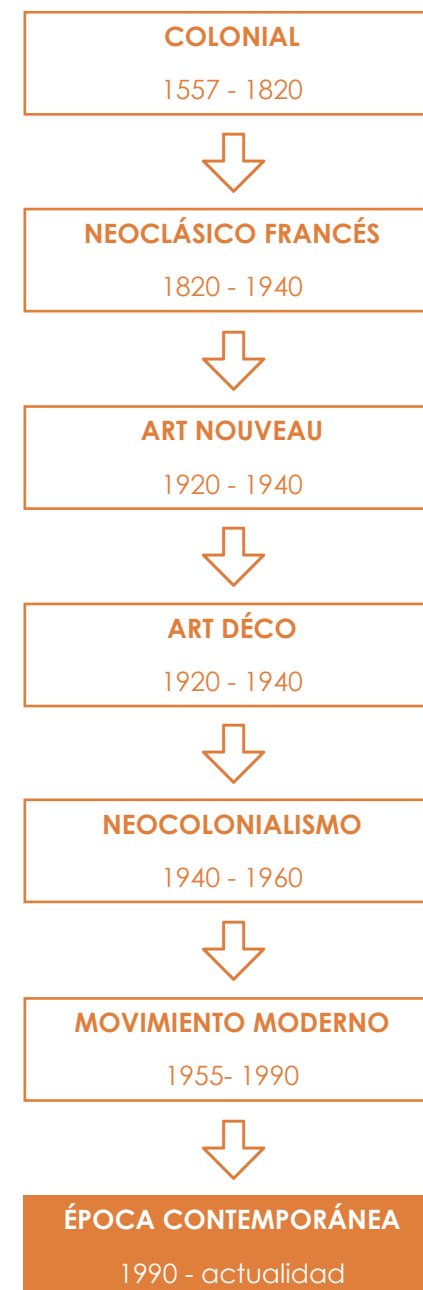 COLONIAL
1557 - 1820
NEOCLÁSICO FRANCÉS
1820 - 1940
ART NOUVEAU
1920 - 1940
ART DÉCO
1920 - 1940
NEOCOLONIALISMO
1940 - 1960
MOVIMIENTO MODERNO
1955- 1990
ÉPOCA CONTEMPORÁNEA
1990 - actualidad